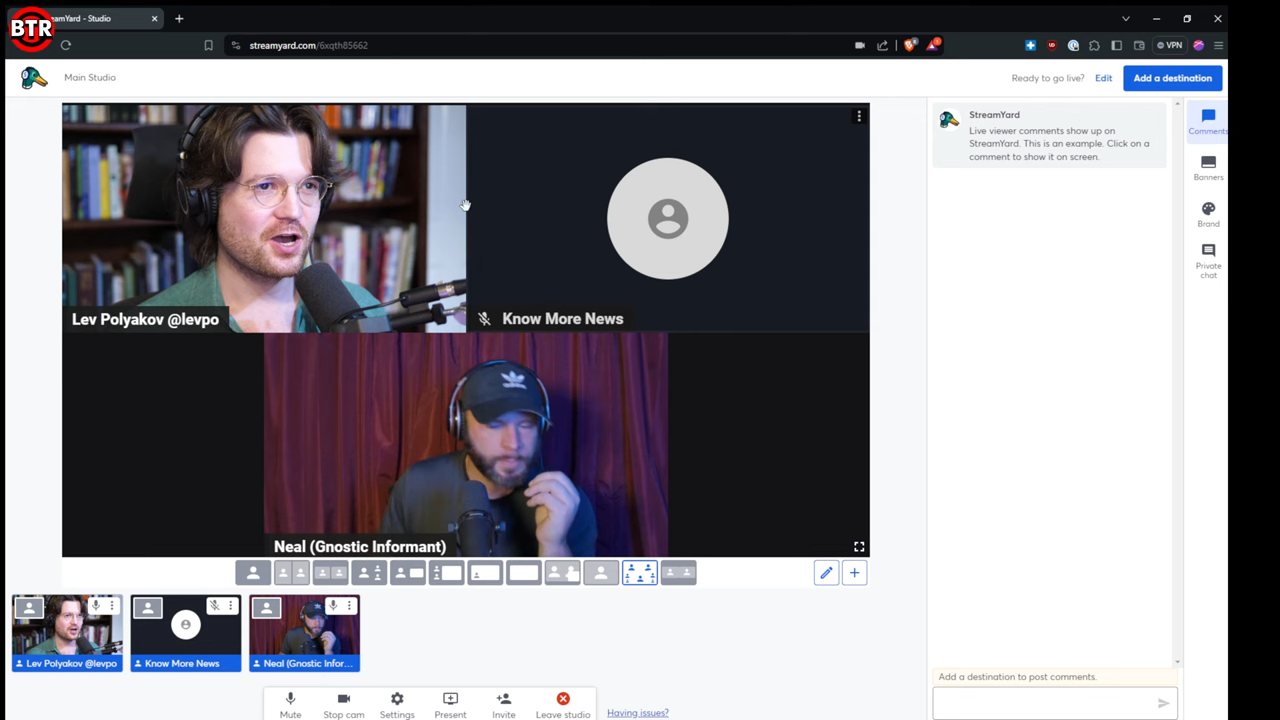 BTR
eamYard - Studio
streamyard.com/6xqth85662
VPN
Main Studio
Ready to go live?
Edit
Add a destination
Lev Polyakov @levpo
Know More News
Neal (Gnostic Informant)
StreamYard
Live viewer comments show up on
StreamYard. This is an example. Click on a
comment to show it on screen.
Comments
Banners
Brand
Private
chat
Lev Polyakov @levpo
Know More News
Neal (Gnostic Infor...
Add a destination to post comments.
Mute
Stop cam
Settings
Present
Invite
Leave studio
Having issues?